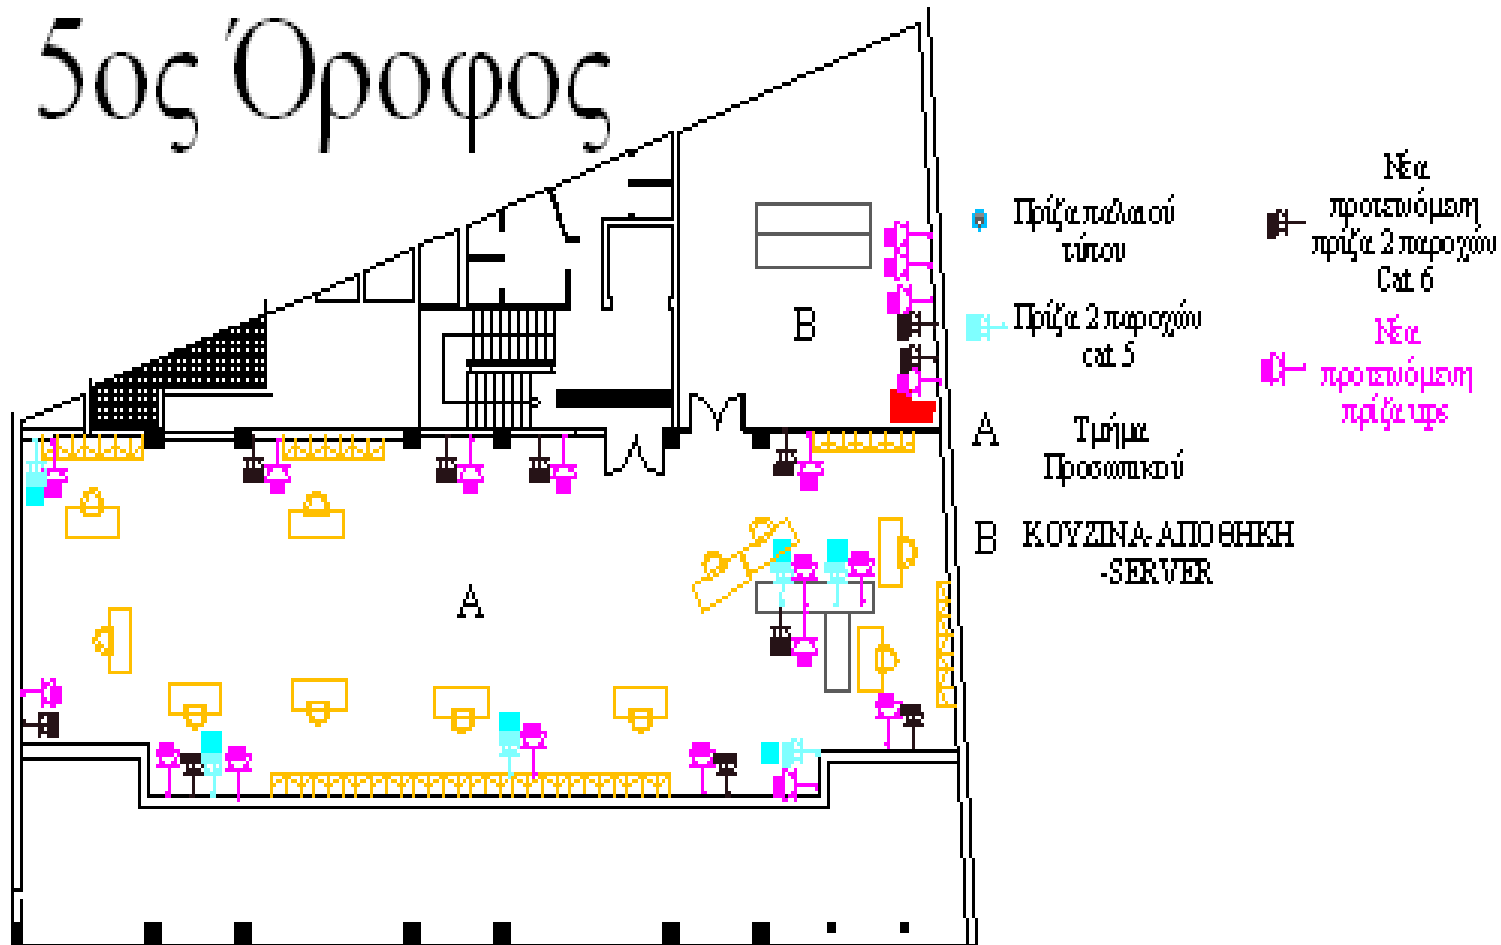 5ος Όροφος
Πρίζα παλαιού
τύπου
Πρίζα 2 παροχών
cat 5
Α Τμήμα
Προσωπικού
Β ΚΟΥΖΙΝΑ-ΑΠΟΘΗΚΗ
-SERVER
Νέα
προτεινόμενη
πρίζα 2 παροχών
Cat 6
Νέα
προτεινόμενη
πρίζα ups
Β
Α